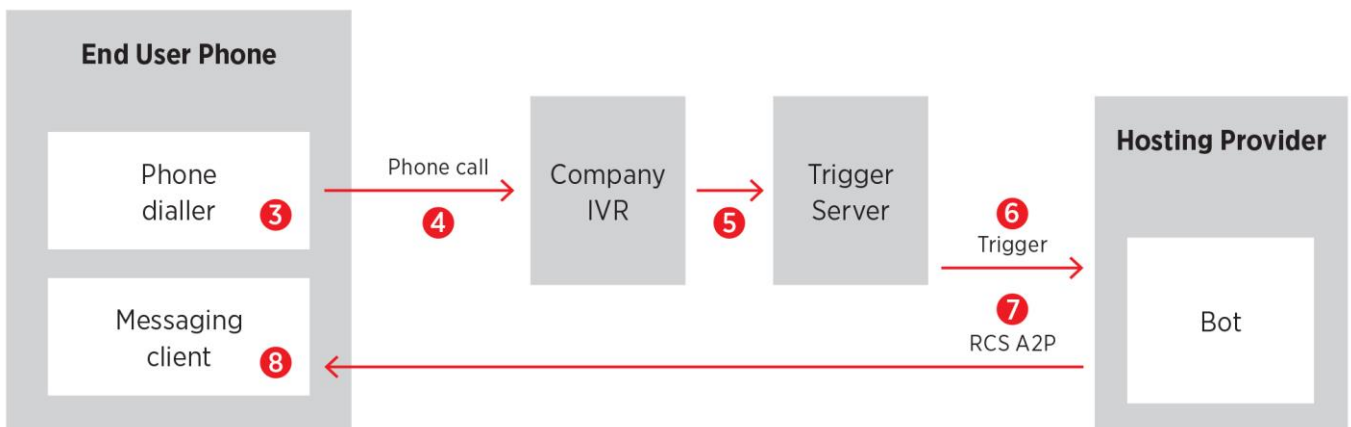 End User Phone
Phone
dialler
3
Phone call
4
Company
IVR
5
Trigger
Server
6
Trigger
7
RCS A2P
Hosting Provider
Bot
Messaging
client
8